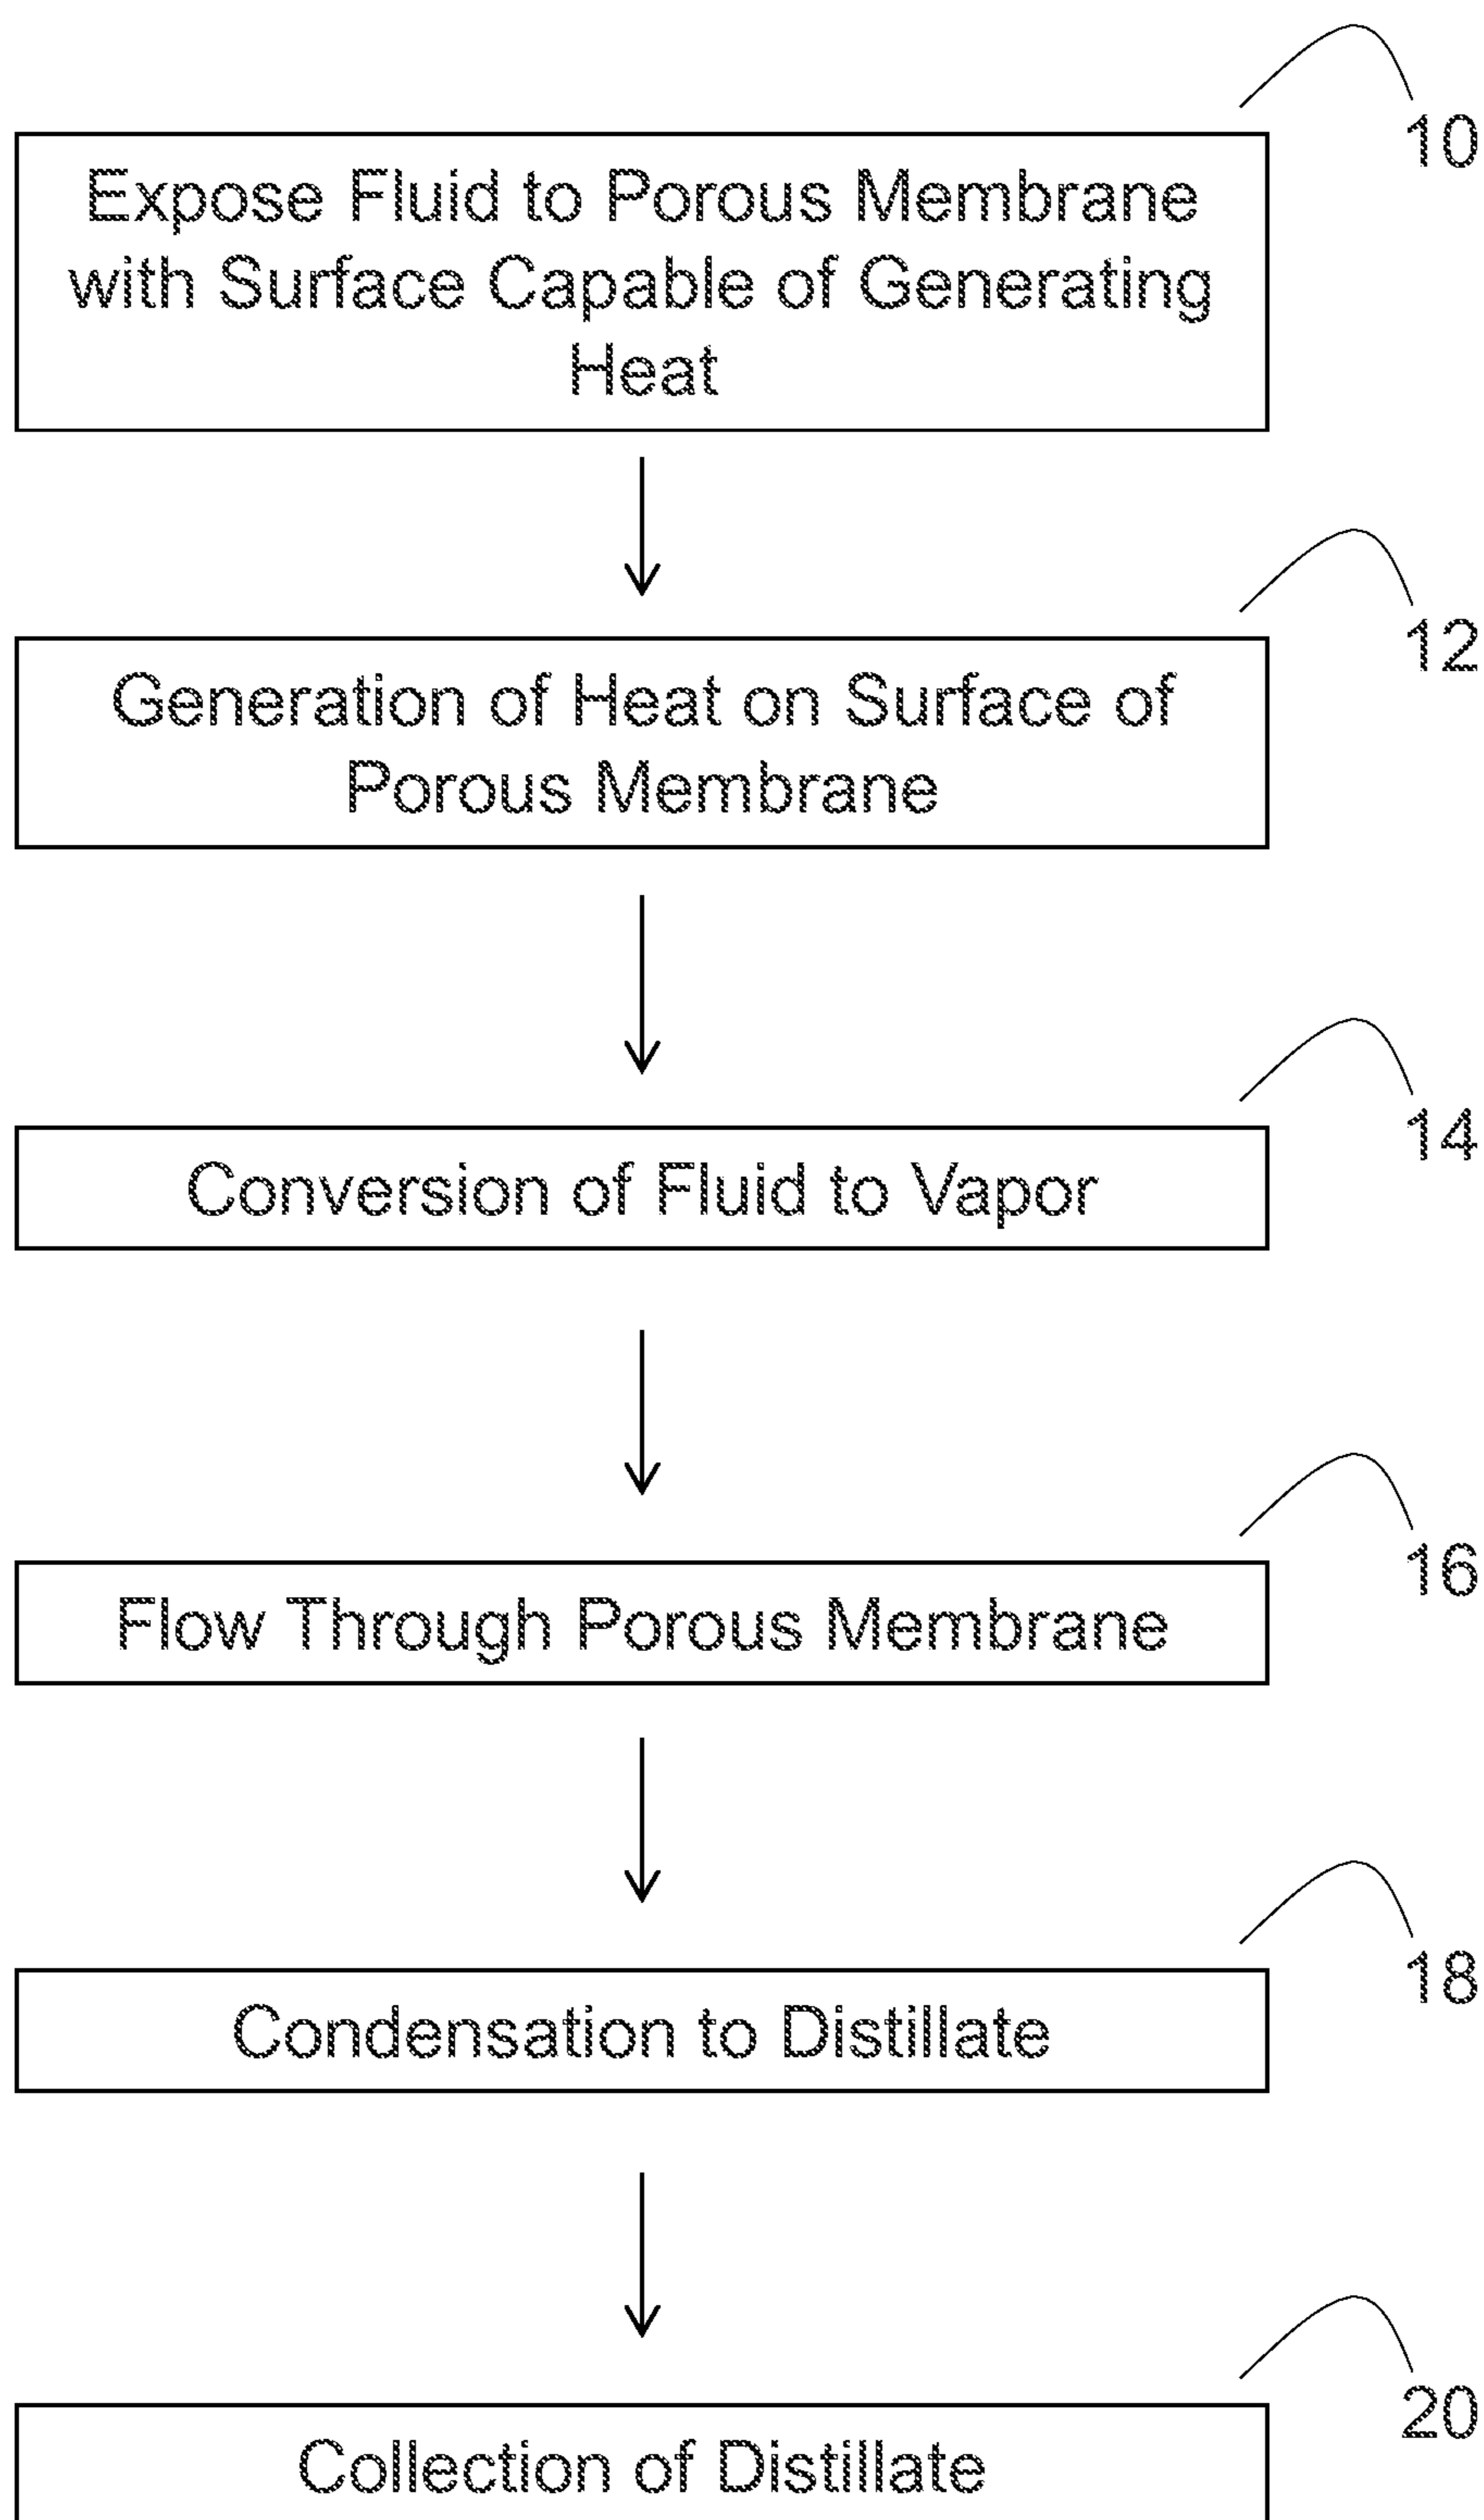 10
Expose Fluid to Porous Membrane
with Surface Capable of Generating
Heat
12
Generation of Heat on Surface of
Porous Membrane
14
Conversion of Fluid to Vapor
16
Flow Through Porous Membrane
18
Condensation to Distillate
20
Collection of Distillate